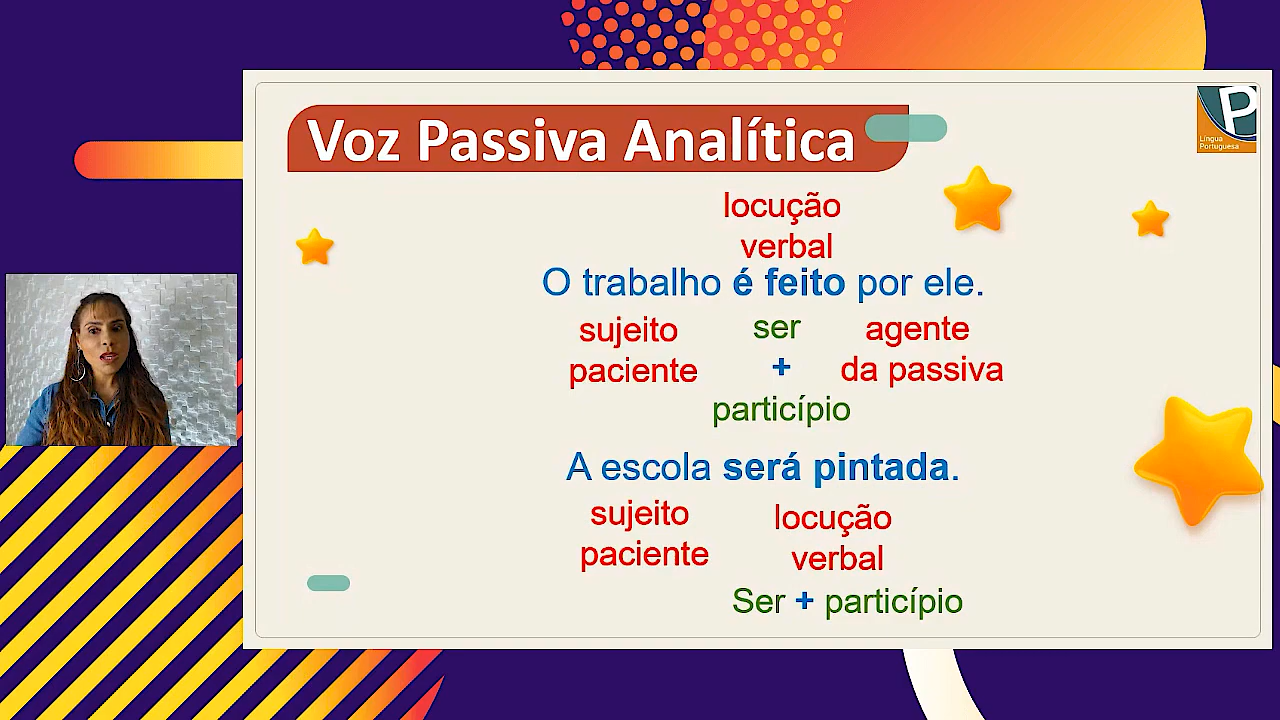 Voz Passiva Analítica
Língua
Portuguesa
locução
verbal
O trabalho é feito por ele.
sujeito
paciente
ser
+
particípio
agente
da passiva
A escola será pintada.
sujeito
paciente
locução
verbal
Ser + particípio